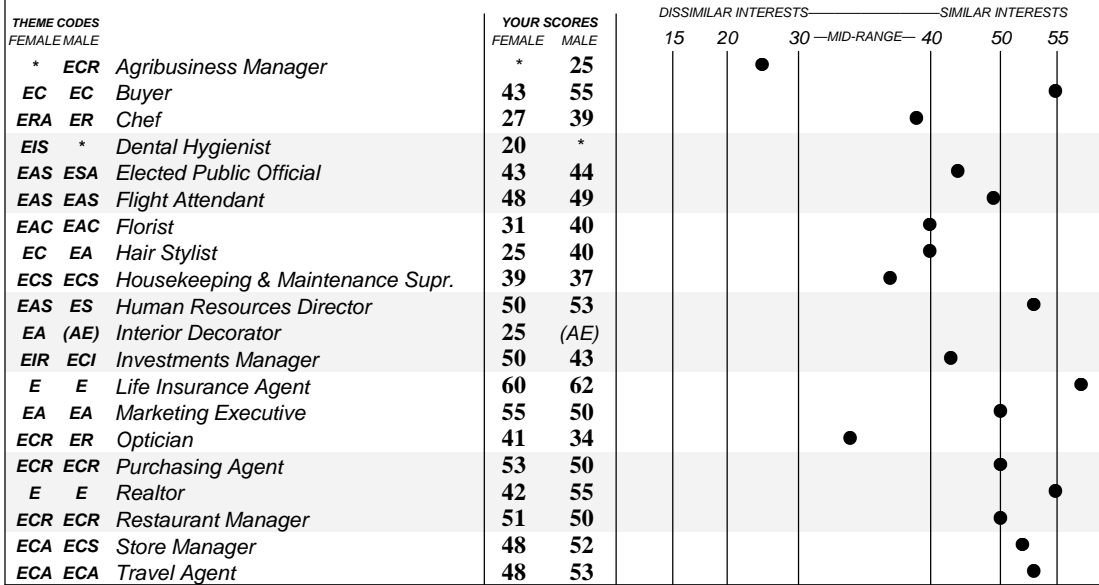 DISSIMILAR INTERESTS SIMILAR INTERESTS
THEME CODES YOUR SCORES
FEMALE MALE FEMALE MALE 15 20 30 —MID-RANGE— 40 50 55
* ECR Agribusiness Manager * 25
EC EC Buyer 43 55
ERA ER Chef 27 39
EIS * Dental Hygienist 20 *
EAS ESA Elected Public Official 43 44
EAS EAS Flight Attendant 48 49
EAC EAC Florist 31 40
EC EA Hair Stylist 25 40
ECS ECS Housekeeping & Maintenance Supr. 39 37
EAS ES Human Resources Director 50 53
EA (AE) Interior Decorator 25 (AE)
EIR ECI Investments Manager 50 43
E E Life Insurance Agent 60 62
EA EA Marketing Executive 55 50
ECR ER Optician 41 34
ECR ECR Purchasing Agent 53 50
E E Realtor 42 55
ECR ECR Restaurant Manager 51 50
ECA ECS Store Manager 48 52
ECA ECA Travel Agent 48 53